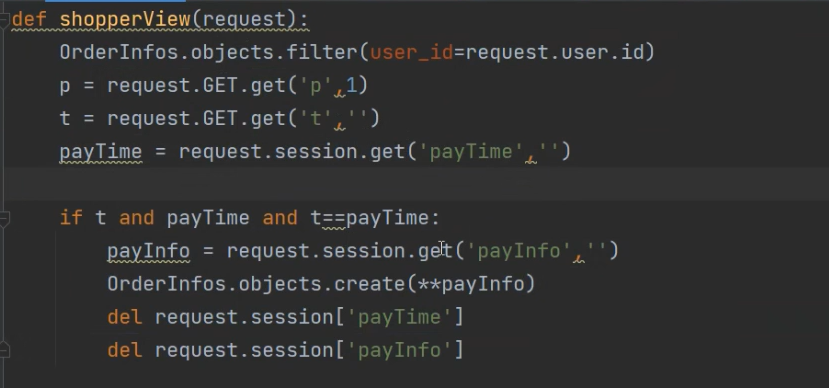 def shopperView(request):
    OrderInfos.objects.filter(user_id=request.user.id)
    p = request.GET.get('p',1)
    t = request.GET.get('t','')
    payTime = request.session.get('payTime','')
    if t and payTime and t==payTime:
        payInfo = request.session.get('payInfo','')
        OrderInfos.objects.create(**payInfo)
        del request.session['payTime']
        del request.session['payInfo']